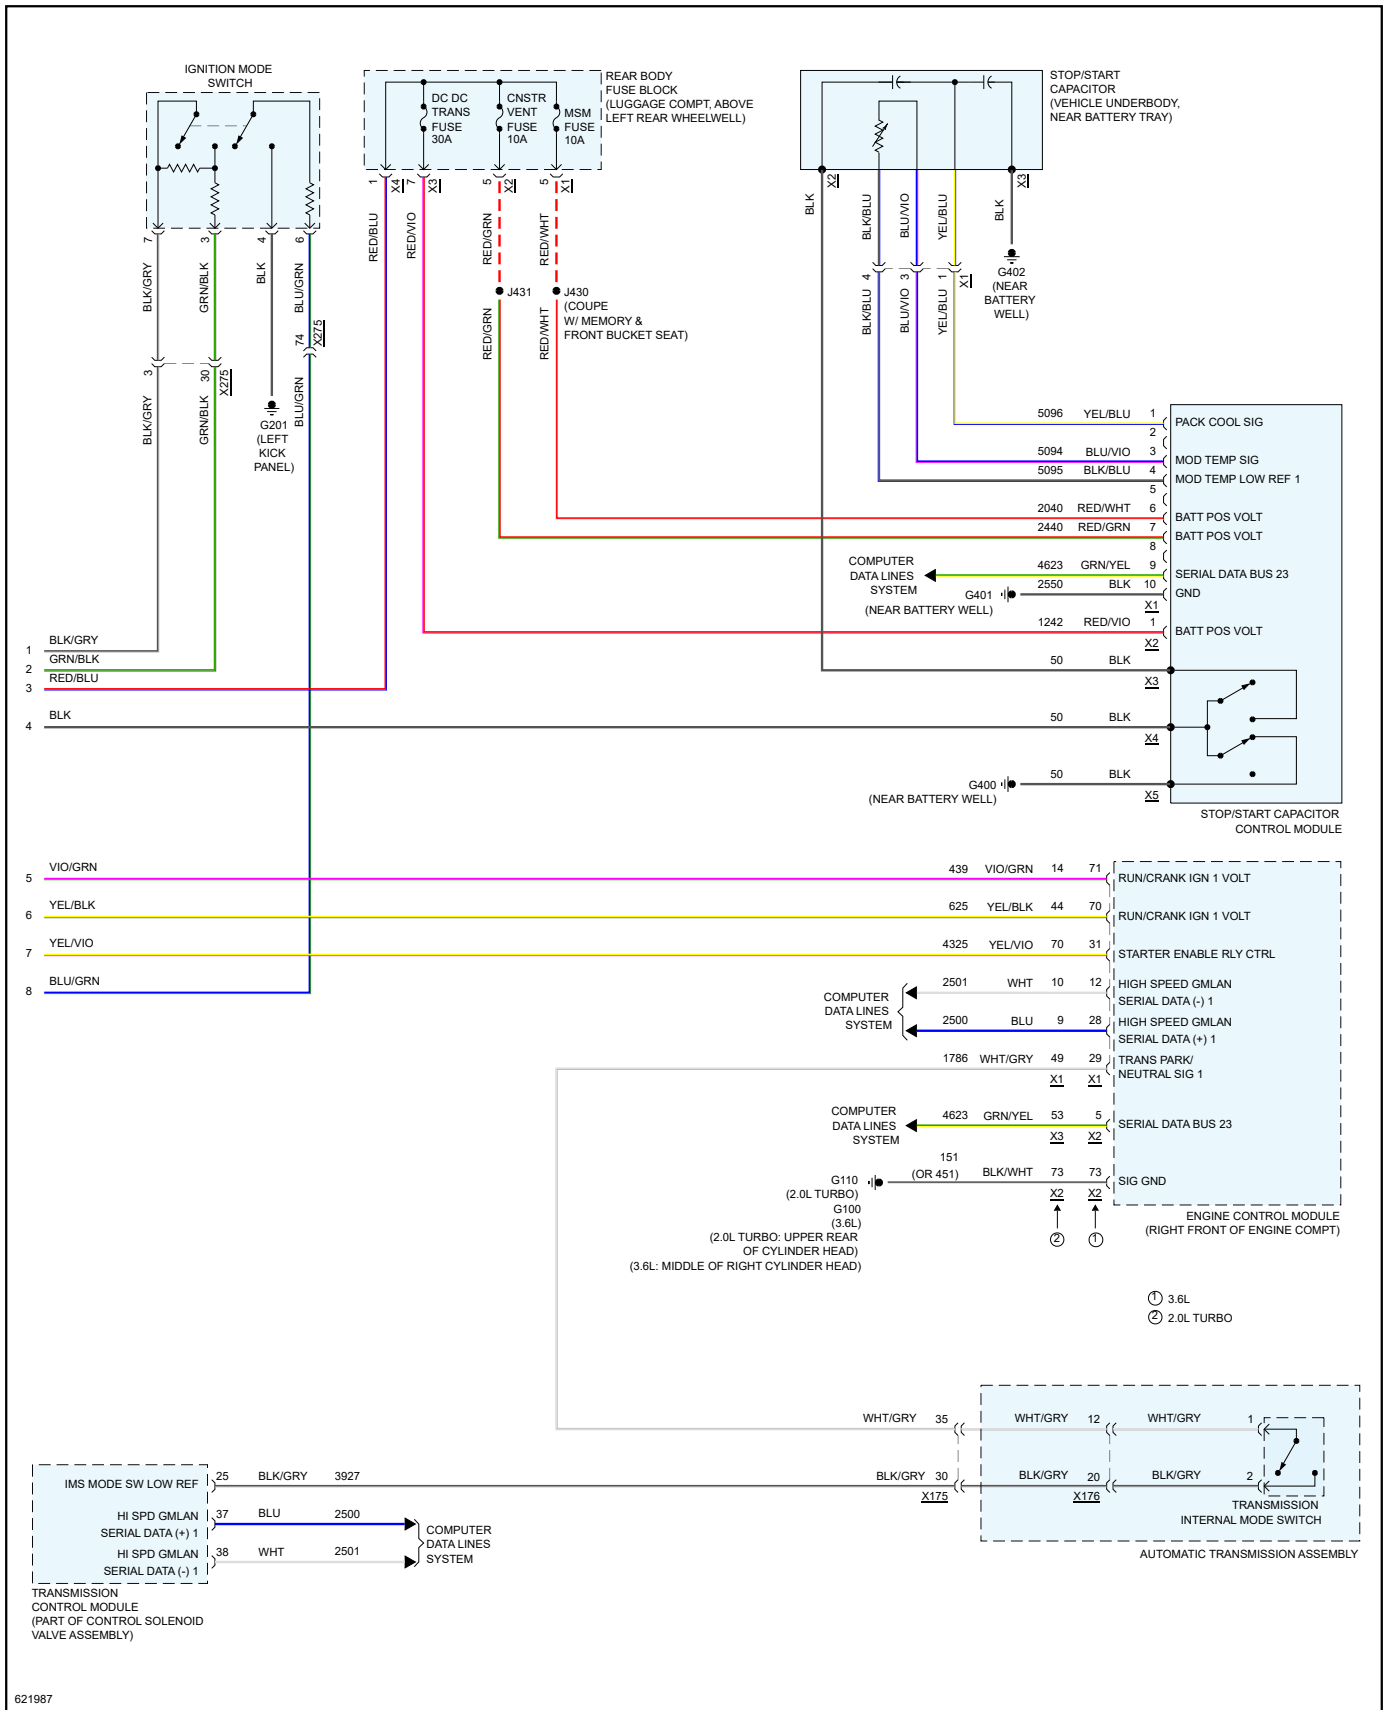 IGNITION MODE
SWITCH
7
3
4
6
BLK/GRY
GRN/BLK
BLK
BLU/GRN
74
X275
3
30
X275
BLK/GRY
GRN/BLK
BLU/GRN
G201
(LEFT
KICK
PANEL)
REAR BODY
FUSE BLOCK
(LUGGAGE COMPT, ABOVE
LEFT REAR WHEELWELL)
DC DC
TRANS
FUSE
30A
CNSTR
VENT
FUSE
10A
MSM
FUSE
10A
1
X4
7
X3
5
X2
5
X1
RED/BLU
RED/VIO
RED/GRN
RED/WHT
J431
J430
(COUPE
W/ MEMORY &
FRONT BUCKET SEAT)
RED/GRN
RED/WHT
STOP/START
CAPACITOR
(VEHICLE UNDERBODY,
NEAR BATTERY TRAY)
X2
X3
BLK
BLK/BLU
BLU/VIO
YEL/BLU
BLK
4
3
1
X1
G402
(NEAR
BATTERY
WELL)
BLK/BLU
BLU/VIO
YEL/BLU
5096 YEL/BLU 1 PACK COOL SIG
2
5094 BLU/VIO 3 MOD TEMP SIG
5095 BLK/BLU 4 MOD TEMP LOW REF 1
5
2040 RED/WHT 6 BATT POS VOLT
2440 RED/GRN 7 BATT POS VOLT
8
COMPUTER
DATA LINES
SYSTEM
4623 GRN/YEL 9 SERIAL DATA BUS 23
G401
(NEAR BATTERY WELL)
2550 BLK 10 GND
X1
1242 RED/VIO 1 BATT POS VOLT
X2
50 BLK
X3
50 BLK
X4
G400
(NEAR BATTERY WELL)
50 BLK
X5
STOP/START CAPACITOR
CONTROL MODULE
1 BLK/GRY
2 GRN/BLK
3 RED/BLU
4 BLK
5 VIO/GRN
6 YEL/BLK
7 YEL/VIO
8 BLU/GRN
439 VIO/GRN 14 71 RUN/CRANK IGN 1 VOLT
625 YEL/BLK 44 70 RUN/CRANK IGN 1 VOLT
4325 YEL/VIO 70 31 STARTER ENABLE RLY CTRL
COMPUTER
DATA LINES
SYSTEM
2501 WHT 10 12 HIGH SPEED GMLAN
SERIAL DATA (-) 1
2500 BLU 9 28 HIGH SPEED GMLAN
SERIAL DATA (+) 1
1786 WHT/GRY 49 29 TRANS PARK/
NEUTRAL SIG 1
X1 X1
COMPUTER
DATA LINES
SYSTEM
4623 GRN/YEL 53 5 SERIAL DATA BUS 23
X3 X2
151
(OR 451)
BLK/WHT 73 73 SIG GND
X2 X2
G110
(2.0L TURBO)
G100
(3.6L)
(2.0L TURBO: UPPER REAR
OF CYLINDER HEAD)
(3.6L: MIDDLE OF RIGHT CYLINDER HEAD)
2 1
ENGINE CONTROL MODULE
(RIGHT FRONT OF ENGINE COMPT)
1 3.6L
2 2.0L TURBO
WHT/GRY 35 WHT/GRY 12 WHT/GRY 1
BLK/GRY 30 BLK/GRY 20 BLK/GRY 2
X175 X176
TRANSMISSION
INTERNAL MODE SWITCH
AUTOMATIC TRANSMISSION ASSEMBLY
IMS MODE SW LOW REF 25 BLK/GRY 3927
HI SPD GMLAN
SERIAL DATA (+) 1
37 BLU 2500
HI SPD GMLAN
SERIAL DATA (-) 1
38 WHT 2501
COMPUTER
DATA LINES
SYSTEM
TRANSMISSION
CONTROL MODULE
(PART OF CONTROL SOLENOID
VALVE ASSEMBLY)
621987